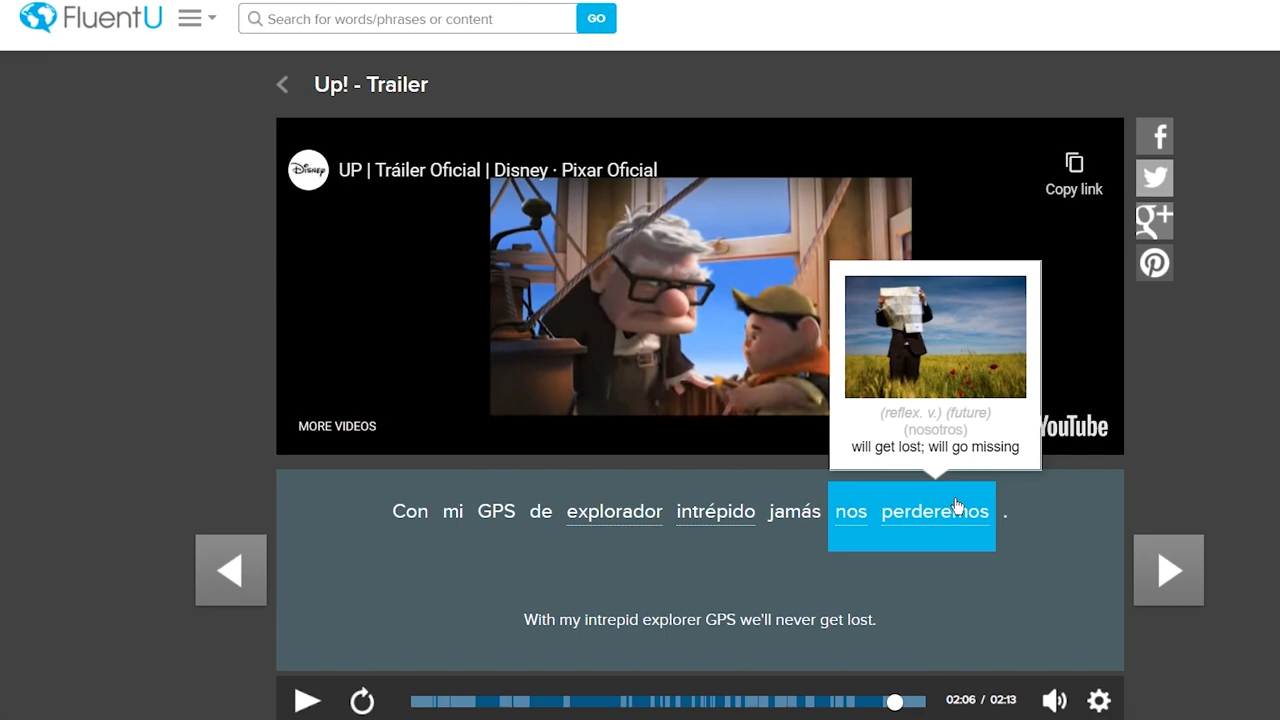 FluentU
Search for words/phrases or content
GO
Up! - Trailer
Disney
UP | Tráiler Oficial | Disney · Pixar Oficial
Copy link
f
g+
MORE VIDEOS
YouTube
(reflex. v.) (future)
(nosotros)
will get lost; will go missing
Con mi GPS de explorador intrépido jamás nos perderemos .
With my intrepid explorer GPS we'll never get lost.
02:06 / 02:13